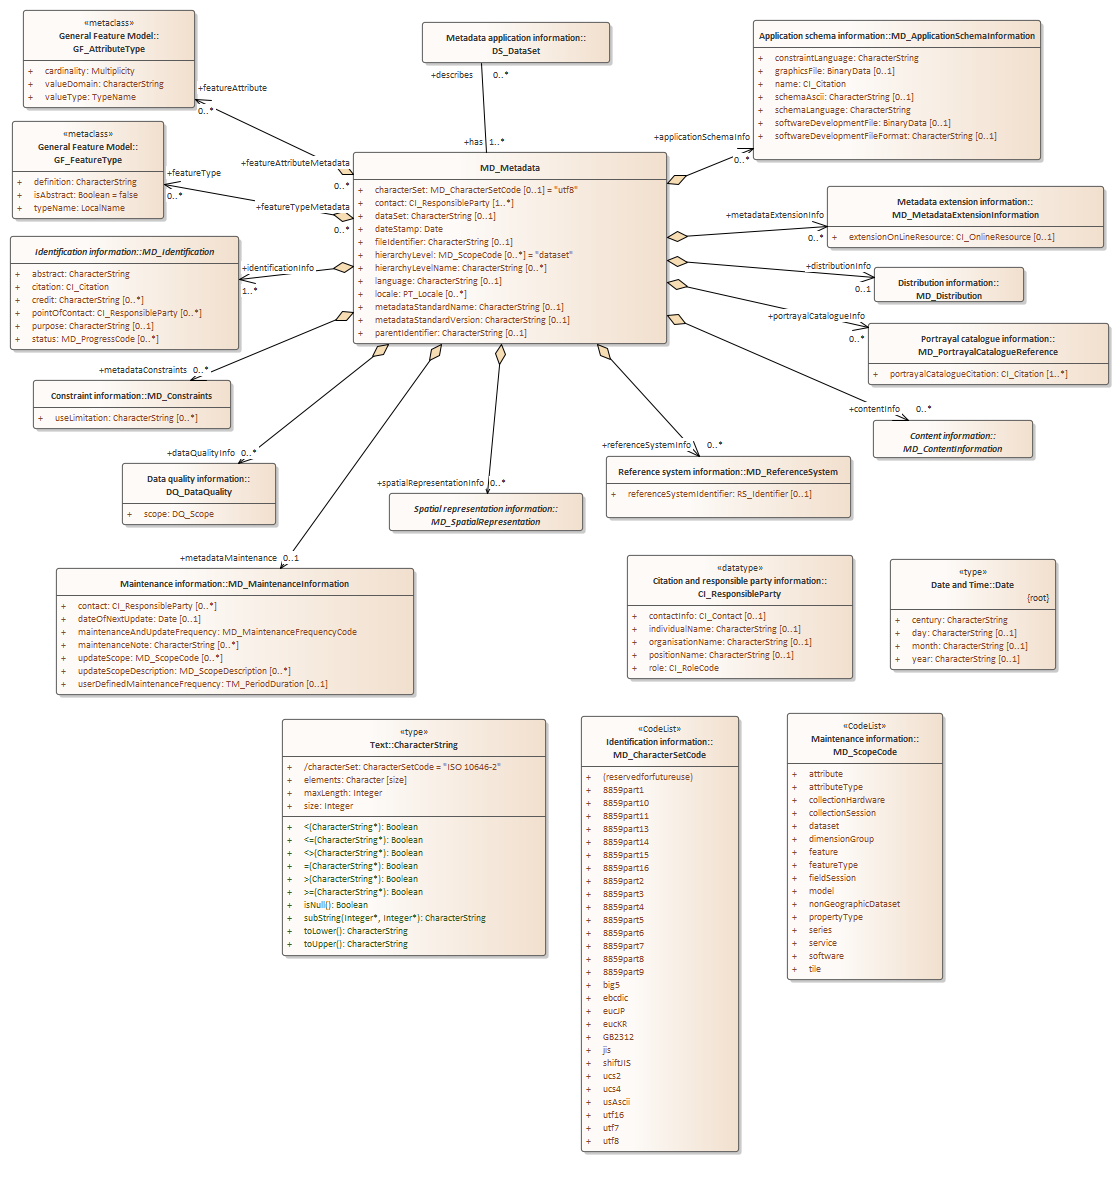 «metaclass»
General Feature Model::
GF_AttributeType
+ cardinality: Multiplicity
+ valueDomain: CharacterString
+ valueType: TypeName
Metadata application information::
DS_DataSet
+describes 0..*
+has 1..*
Application schema information::MD_ApplicationSchemaInformation
+ constraintLanguage: CharacterString
+ graphicsFile: BinaryData [0..1]
+ name: CI_Citation
+ schemaAscii: CharacterString [0..1]
+ schemaLanguage: CharacterString
+ softwareDevelopmentFile: BinaryData [0..1]
+ softwareDevelopmentFileFormat: CharacterString [0..1]
+featureAttribute
0..*
+featureAttributeMetadata
0..*
+applicationSchemaInfo
0..*
«metaclass»
General Feature Model::
GF_FeatureType
+ definition: CharacterString
+ isAbstract: Boolean = false
+ typeName: LocalName
+featureType
0..*
+featureTypeMetadata
0..*
MD_Metadata
+ characterSet: MD_CharacterSetCode [0..1] = "utf8"
+ contact: CI_ResponsibleParty [1..*]
+ dataSet: CharacterString [0..1]
+ dateStamp: Date
+ fileIdentifier: CharacterString [0..1]
+ hierarchyLevel: MD_ScopeCode [0..*] = "dataset"
+ hierarchyLevelName: CharacterString [0..*]
+ language: CharacterString [0..1]
+ locale: PT_Locale [0..*]
+ metadataStandardName: CharacterString [0..1]
+ metadataStandardVersion: CharacterString [0..1]
+ parentIdentifier: CharacterString [0..1]
+metadataExtensionInfo
0..*
Metadata extension information::
MD_MetadataExtensionInformation
+ extensionOnLineResource: CI_OnlineResource [0..1]
Identification information::MD_Identification
+ abstract: CharacterString
+ citation: CI_Citation
+ credit: CharacterString [0..*]
+ pointOfContact: CI_ResponsibleParty [0..*]
+ purpose: CharacterString [0..1]
+ status: MD_ProgressCode [0..*]
+identificationInfo
1..*
+distributionInfo
0..1
Distribution information::
MD_Distribution
+portrayalCatalogueInfo
0..*
Portrayal catalogue information::
MD_PortrayalCatalogueReference
+ portrayalCatalogueCitation: CI_Citation [1..*]
+metadataConstraints 0..*
Constraint information::MD_Constraints
+ useLimitation: CharacterString [0..*]
+contentInfo 0..*
Content information::
MD_ContentInformation
+dataQualityInfo 0..*
Data quality information::
DQ_DataQuality
+ scope: DQ_Scope
+spatialRepresentationInfo 0..*
Spatial representation information::
MD_SpatialRepresentation
+referenceSystemInfo 0..*
Reference system information::MD_ReferenceSystem
+ referenceSystemIdentifier: RS_Identifier [0..1]
+metadataMaintenance 0..1
Maintenance information::MD_MaintenanceInformation
+ contact: CI_ResponsibleParty [0..*]
+ dateOfNextUpdate: Date [0..1]
+ maintenanceAndUpdateFrequency: MD_MaintenanceFrequencyCode
+ maintenanceNote: CharacterString [0..*]
+ updateScope: MD_ScopeCode [0..*]
+ updateScopeDescription: MD_ScopeDescription [0..*]
+ userDefinedMaintenanceFrequency: TM_PeriodDuration [0..1]
«datatype»
Citation and responsible party information::
CI_ResponsibleParty
+ contactInfo: CI_Contact [0..1]
+ individualName: CharacterString [0..1]
+ organisationName: CharacterString [0..1]
+ positionName: CharacterString [0..1]
+ role: CI_RoleCode
«type»
Date and Time::Date
{root}
+ century: CharacterString
+ day: CharacterString [0..1]
+ month: CharacterString [0..1]
+ year: CharacterString [0..1]
«type»
Text::CharacterString
+ /characterSet: CharacterSetCode = "ISO 10646-2"
+ elements: Character [size]
+ maxLength: Integer
+ size: Integer
+ <(CharacterString*): Boolean
+ <=(CharacterString*): Boolean
+ <>(CharacterString*): Boolean
+ =(CharacterString*): Boolean
+ >(CharacterString*): Boolean
+ >=(CharacterString*): Boolean
+ isNull(): Boolean
+ subString(Integer*, Integer*): CharacterString
+ toLower(): CharacterString
+ toUpper(): CharacterString
«CodeList»
Identification information::
MD_CharacterSetCode
+ (reservedforfutureuse)
+ 8859part1
+ 8859part10
+ 8859part11
+ 8859part13
+ 8859part14
+ 8859part15
+ 8859part16
+ 8859part2
+ 8859part3
+ 8859part4
+ 8859part5
+ 8859part6
+ 8859part7
+ 8859part8
+ 8859part9
+ big5
+ ebcdic
+ eucJP
+ eucKR
+ GB2312
+ jis
+ shiftJIS
+ ucs2
+ ucs4
+ usAscii
+ utf16
+ utf7
+ utf8
«CodeList»
Maintenance information::
MD_ScopeCode
+ attribute
+ attributeType
+ collectionHardware
+ collectionSession
+ dataset
+ dimensionGroup
+ feature
+ featureType
+ fieldSession
+ model
+ nonGeographicDataset
+ propertyType
+ series
+ service
+ software
+ tile